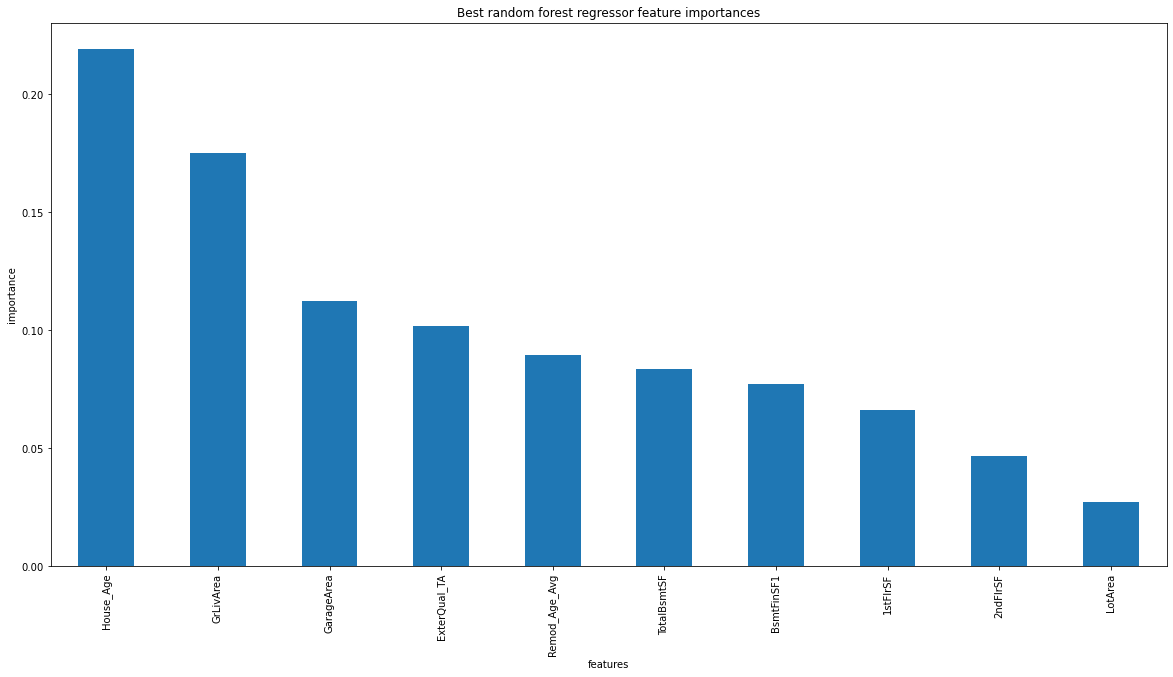 Best random forest regressor feature importances
importance
0.20
0.15
0.10
0.05
0.00
House_Age
GrLivArea
GarageArea
ExterQual_TA
Remod_Age_Avg
TotalBsmtSF
BsmtFinSF1
1stFlrSF
2ndFlrSF
LotArea
features